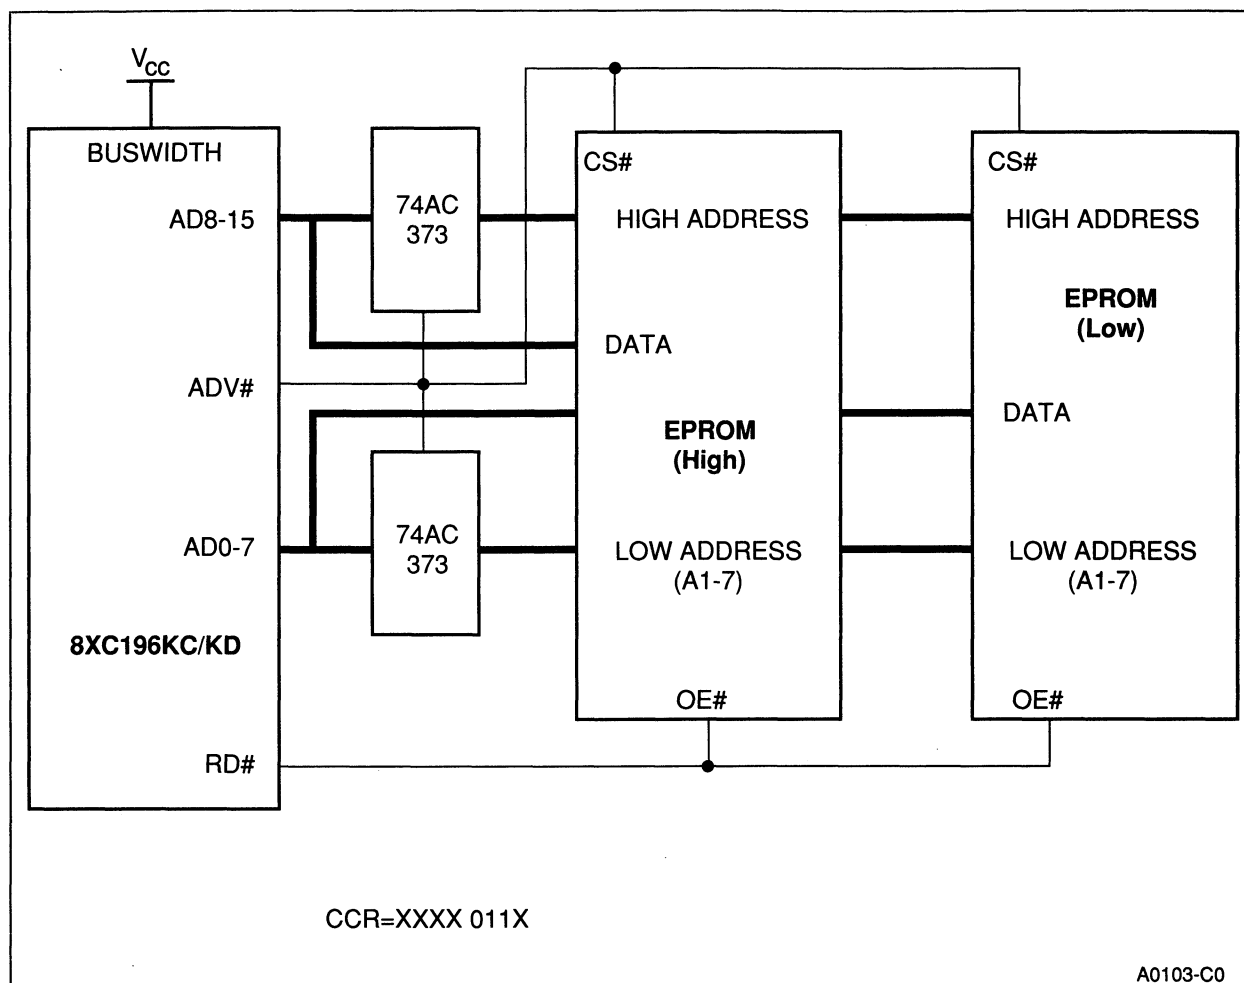 VCC
BUSWIDTH
AD8-15
ADV#
AD0-7
8XC196KC/KD
RD#
74AC
373
74AC
373
CS#
HIGH ADDRESS
DATA
EPROM
(High)
LOW ADDRESS
(A1-7)
OE#
CS#
HIGH ADDRESS
EPROM
(Low)
DATA
LOW ADDRESS
(A1-7)
OE#
CCR=XXXX 011X
A0103-C0